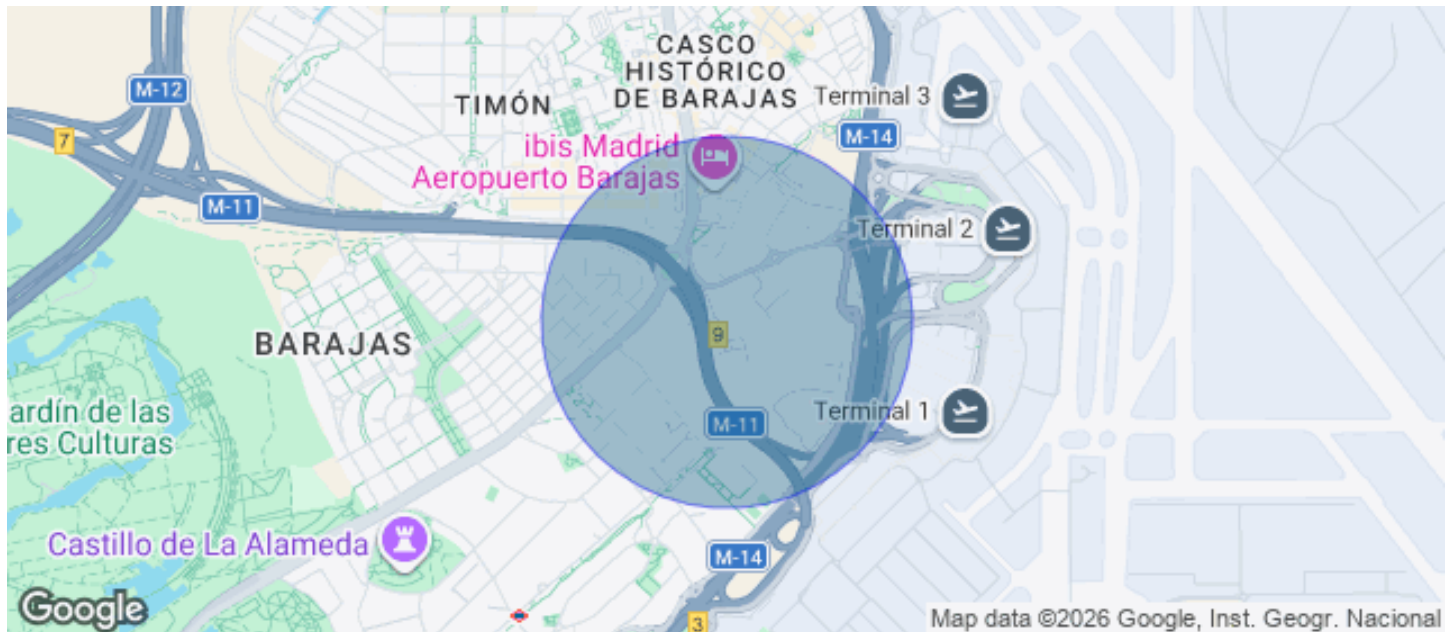 CASCO
HISTÓRICO
DE BARAJAS
Terminal 3
M-12
TIMÓN
7
M-14
ibis Madrid
Aeropuerto Barajas
M-11
Terminal 2
BARAJAS
9
ardín de las
res Culturas
M-11
Terminal 1
Castillo de La Alameda
M-14
Google
3
Map data ©2026 Google, Inst. Geogr. Nacional